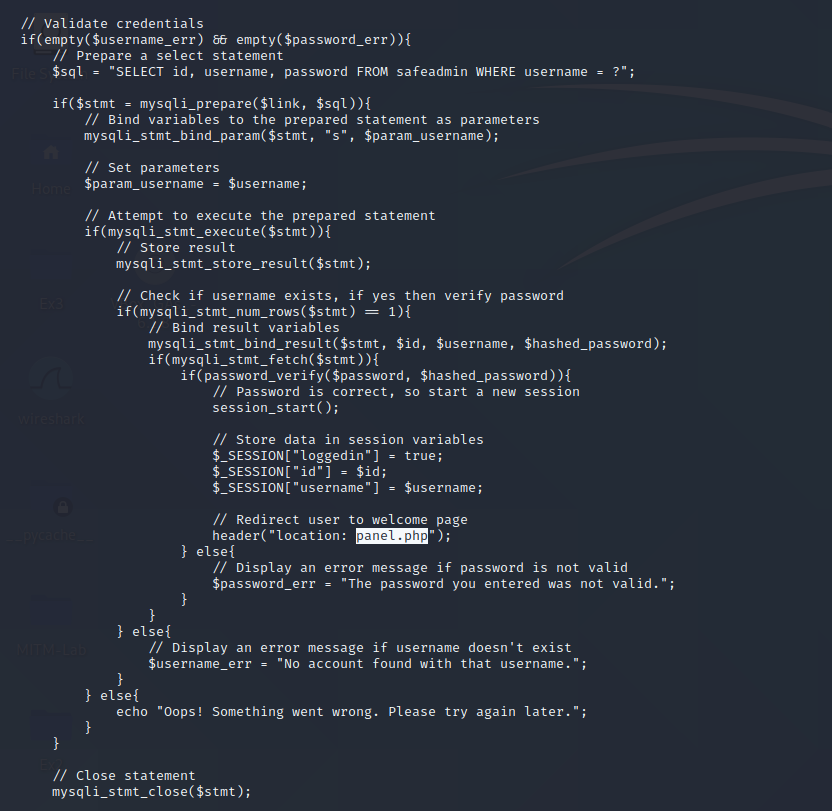 // Validate credentials
if(empty($username_err) && empty($password_err)){
    // Prepare a select statement
    $sql = "SELECT id, username, password FROM safeadmin WHERE username = ?";

    if($stmt = mysqli_prepare($link, $sql)){
        // Bind variables to the prepared statement as parameters
        mysqli_stmt_bind_param($stmt, "s", $param_username);

        // Set parameters
        $param_username = $username;

        // Attempt to execute the prepared statement
        if(mysqli_stmt_execute($stmt)){
            // Store result
            mysqli_stmt_store_result($stmt);

            // Check if username exists, if yes then verify password
            if(mysqli_stmt_num_rows($stmt) == 1){
                // Bind result variables
                mysqli_stmt_bind_result($stmt, $id, $username, $hashed_password);
                if(mysqli_stmt_fetch($stmt)){
                    if(password_verify($password, $hashed_password)){
                        // Password is correct, so start a new session
                        session_start();

                        // Store data in session variables
                        $_SESSION["loggedin"] = true;
                        $_SESSION["id"] = $id;
                        $_SESSION["username"] = $username;

                        // Redirect user to welcome page
                        header("location: panel.php");
                    } else{
                        // Display an error message if password is not valid
                        $password_err = "The password you entered was not valid.";
                    }
                }
            } else{
                // Display an error message if username doesn't exist
                $username_err = "No account found with that username.";
            }
        } else{
            echo "Oops! Something went wrong. Please try again later.";
        }
    }

    // Close statement
    mysqli_stmt_close($stmt);
Home
Ex3
wireshark
__pycache__
MITM-Lab